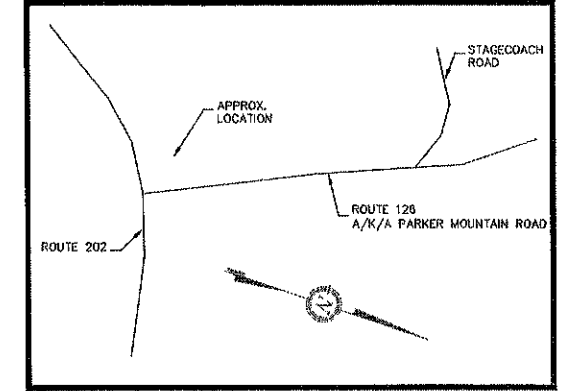 STAGECOACH
ROAD
APPROX.
LOCATION
ROUTE 126
A/K/A PARKER MOUNTAIN ROAD
ROUTE 202
N